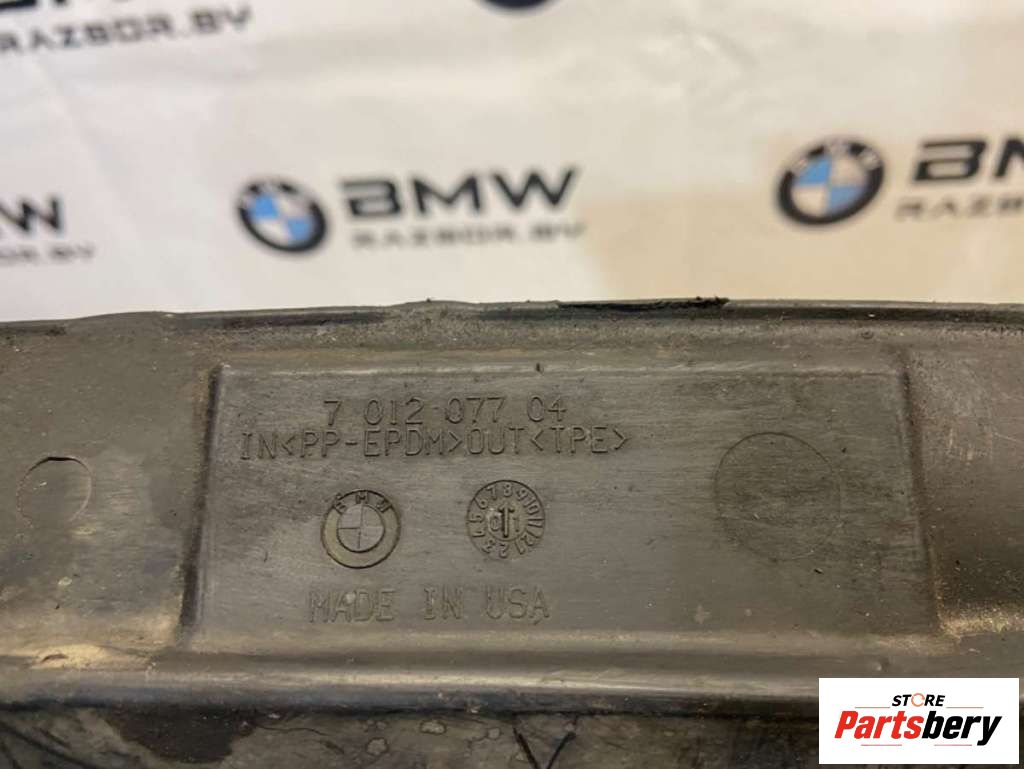 BMW
RAZBOR.BY
BMW
RAZBOR.BY
BMW
RAZBOR.BY
7 012 077 04
IN<PP-EPDM>OUT<TPE>
BMW
MADE IN USA
STORE
Partsbery